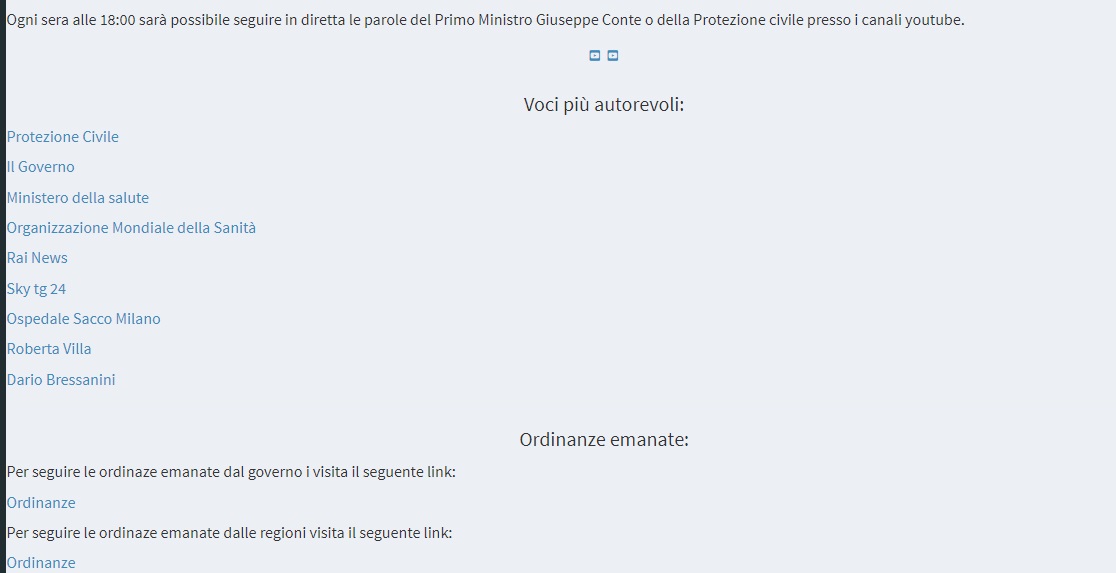 Ogni sera alle 18:00 sarà possibile seguire in diretta le parole del Primo Ministro Giuseppe Conte o della Protezione civile presso i canali youtube.
Voci più autorevoli:
Protezione Civile
Il Governo
Ministero della salute
Organizzazione Mondiale della Sanità
Rai News
Sky tg 24
Ospedale Sacco Milano
Roberta Villa
Dario Bressanini
Ordinanze emanate:
Per seguire le ordinaze emanate dal governo i visita il seguente link:
Ordinanze
Per seguire le ordinaze emanate dalle regioni visita il seguente link:
Ordinanze